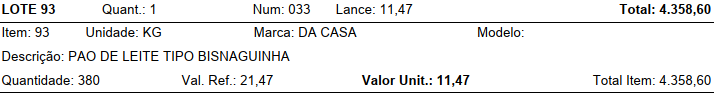 LOTE 93 Quant.: 1 Num: 033 Lance: 11,47 Total: 4.358,60
Item: 93 Unidade: KG Marca: DA CASA Modelo:
Descrição: PAO DE LEITE TIPO BISNAGUINHA
Quantidade: 380 Val. Ref.: 21,47 Valor Unit.: 11,47 Total Item: 4.358,60